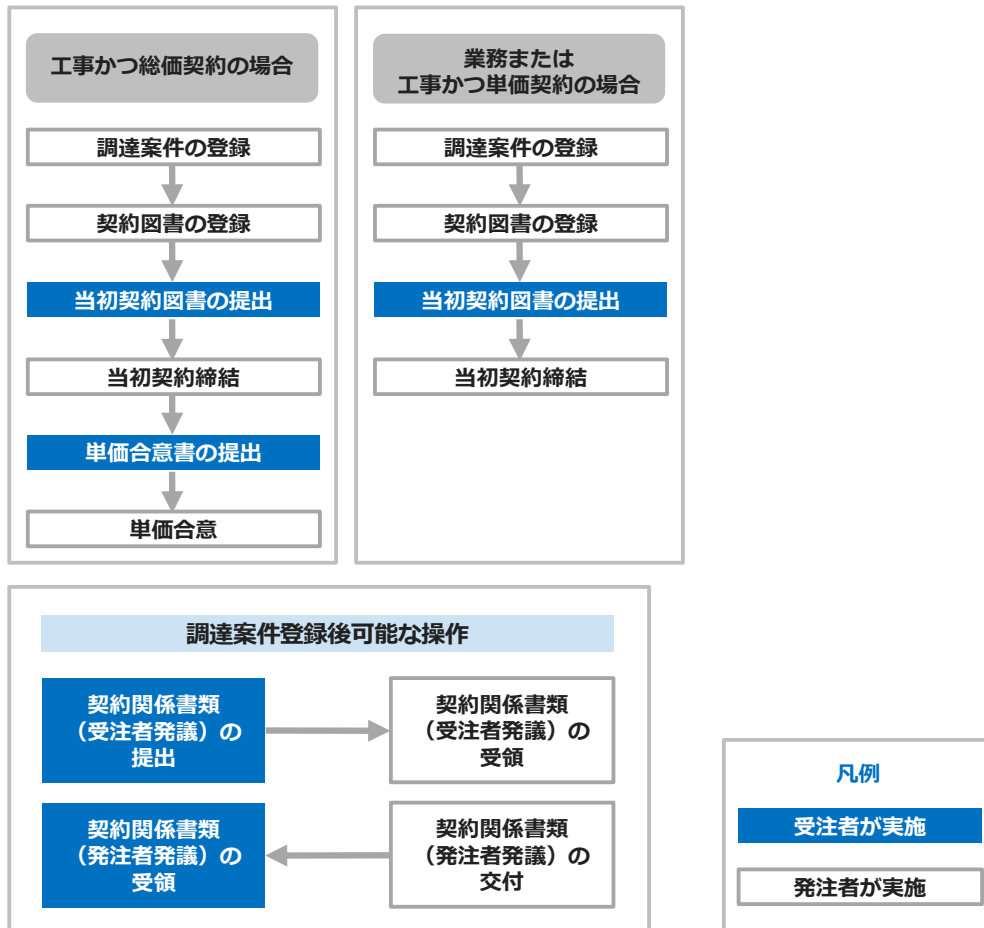 工事かつ総価契約の場合
調達案件の登録
契約図書の登録
当初契約図書の提出
当初契約締結
単価合意書の提出
単価合意
業務または
工事かつ単価契約の場合
調達案件の登録
契約図書の登録
当初契約図書の提出
当初契約締結
調達案件登録後可能な操作
契約関係書類
（受注者発議）の
提出
契約関係書類
（受注者発議）の
受領
契約関係書類
（発注者発議）の
受領
契約関係書類
（発注者発議）の
交付
凡例
受注者が実施
発注者が実施